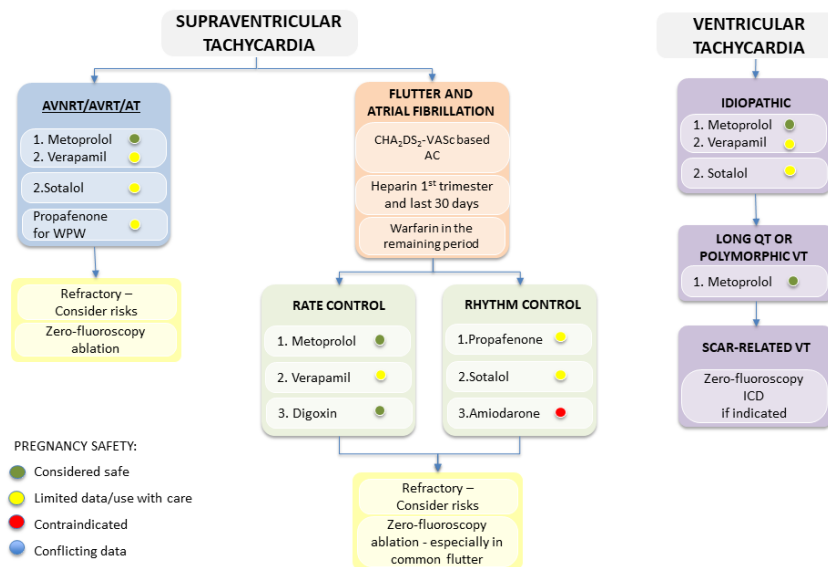 SUPRAVENTRICULAR
TACHYCARDIA
AVNRT/AVRT/AT
1. Metoprolol
2. Verapamil
2.Sotalol
Propafenone
for WPW
Refractory –
Consider risks
Zero-fluoroscopy
ablation
FLUTTER AND
ATRIAL FIBRILLATION
CHA₂DS₂-VASc based
AC
Heparin 1ˢᵗ trimester
and last 30 days
Warfarin in the
remaining period
RATE CONTROL
1. Metoprolol
2. Verapamil
3. Digoxin
RHYTHM CONTROL
1.Propafenone
2.Sotalol
3.Amiodarone
Refractory –
Consider risks
Zero-fluoroscopy
ablation - especially in
common flutter
VENTRICULAR
TACHYCARDIA
IDIOPATHIC
1. Metoprolol
2. Verapamil
2. Sotalol
LONG QT OR
POLYMORPHIC VT
1. Metoprolol
SCAR-RELATED VT
Zero-fluoroscopy
ICD
if indicated
PREGNANCY SAFETY:
Considered safe
Limited data/use with care
Contraindicated
Conflicting data